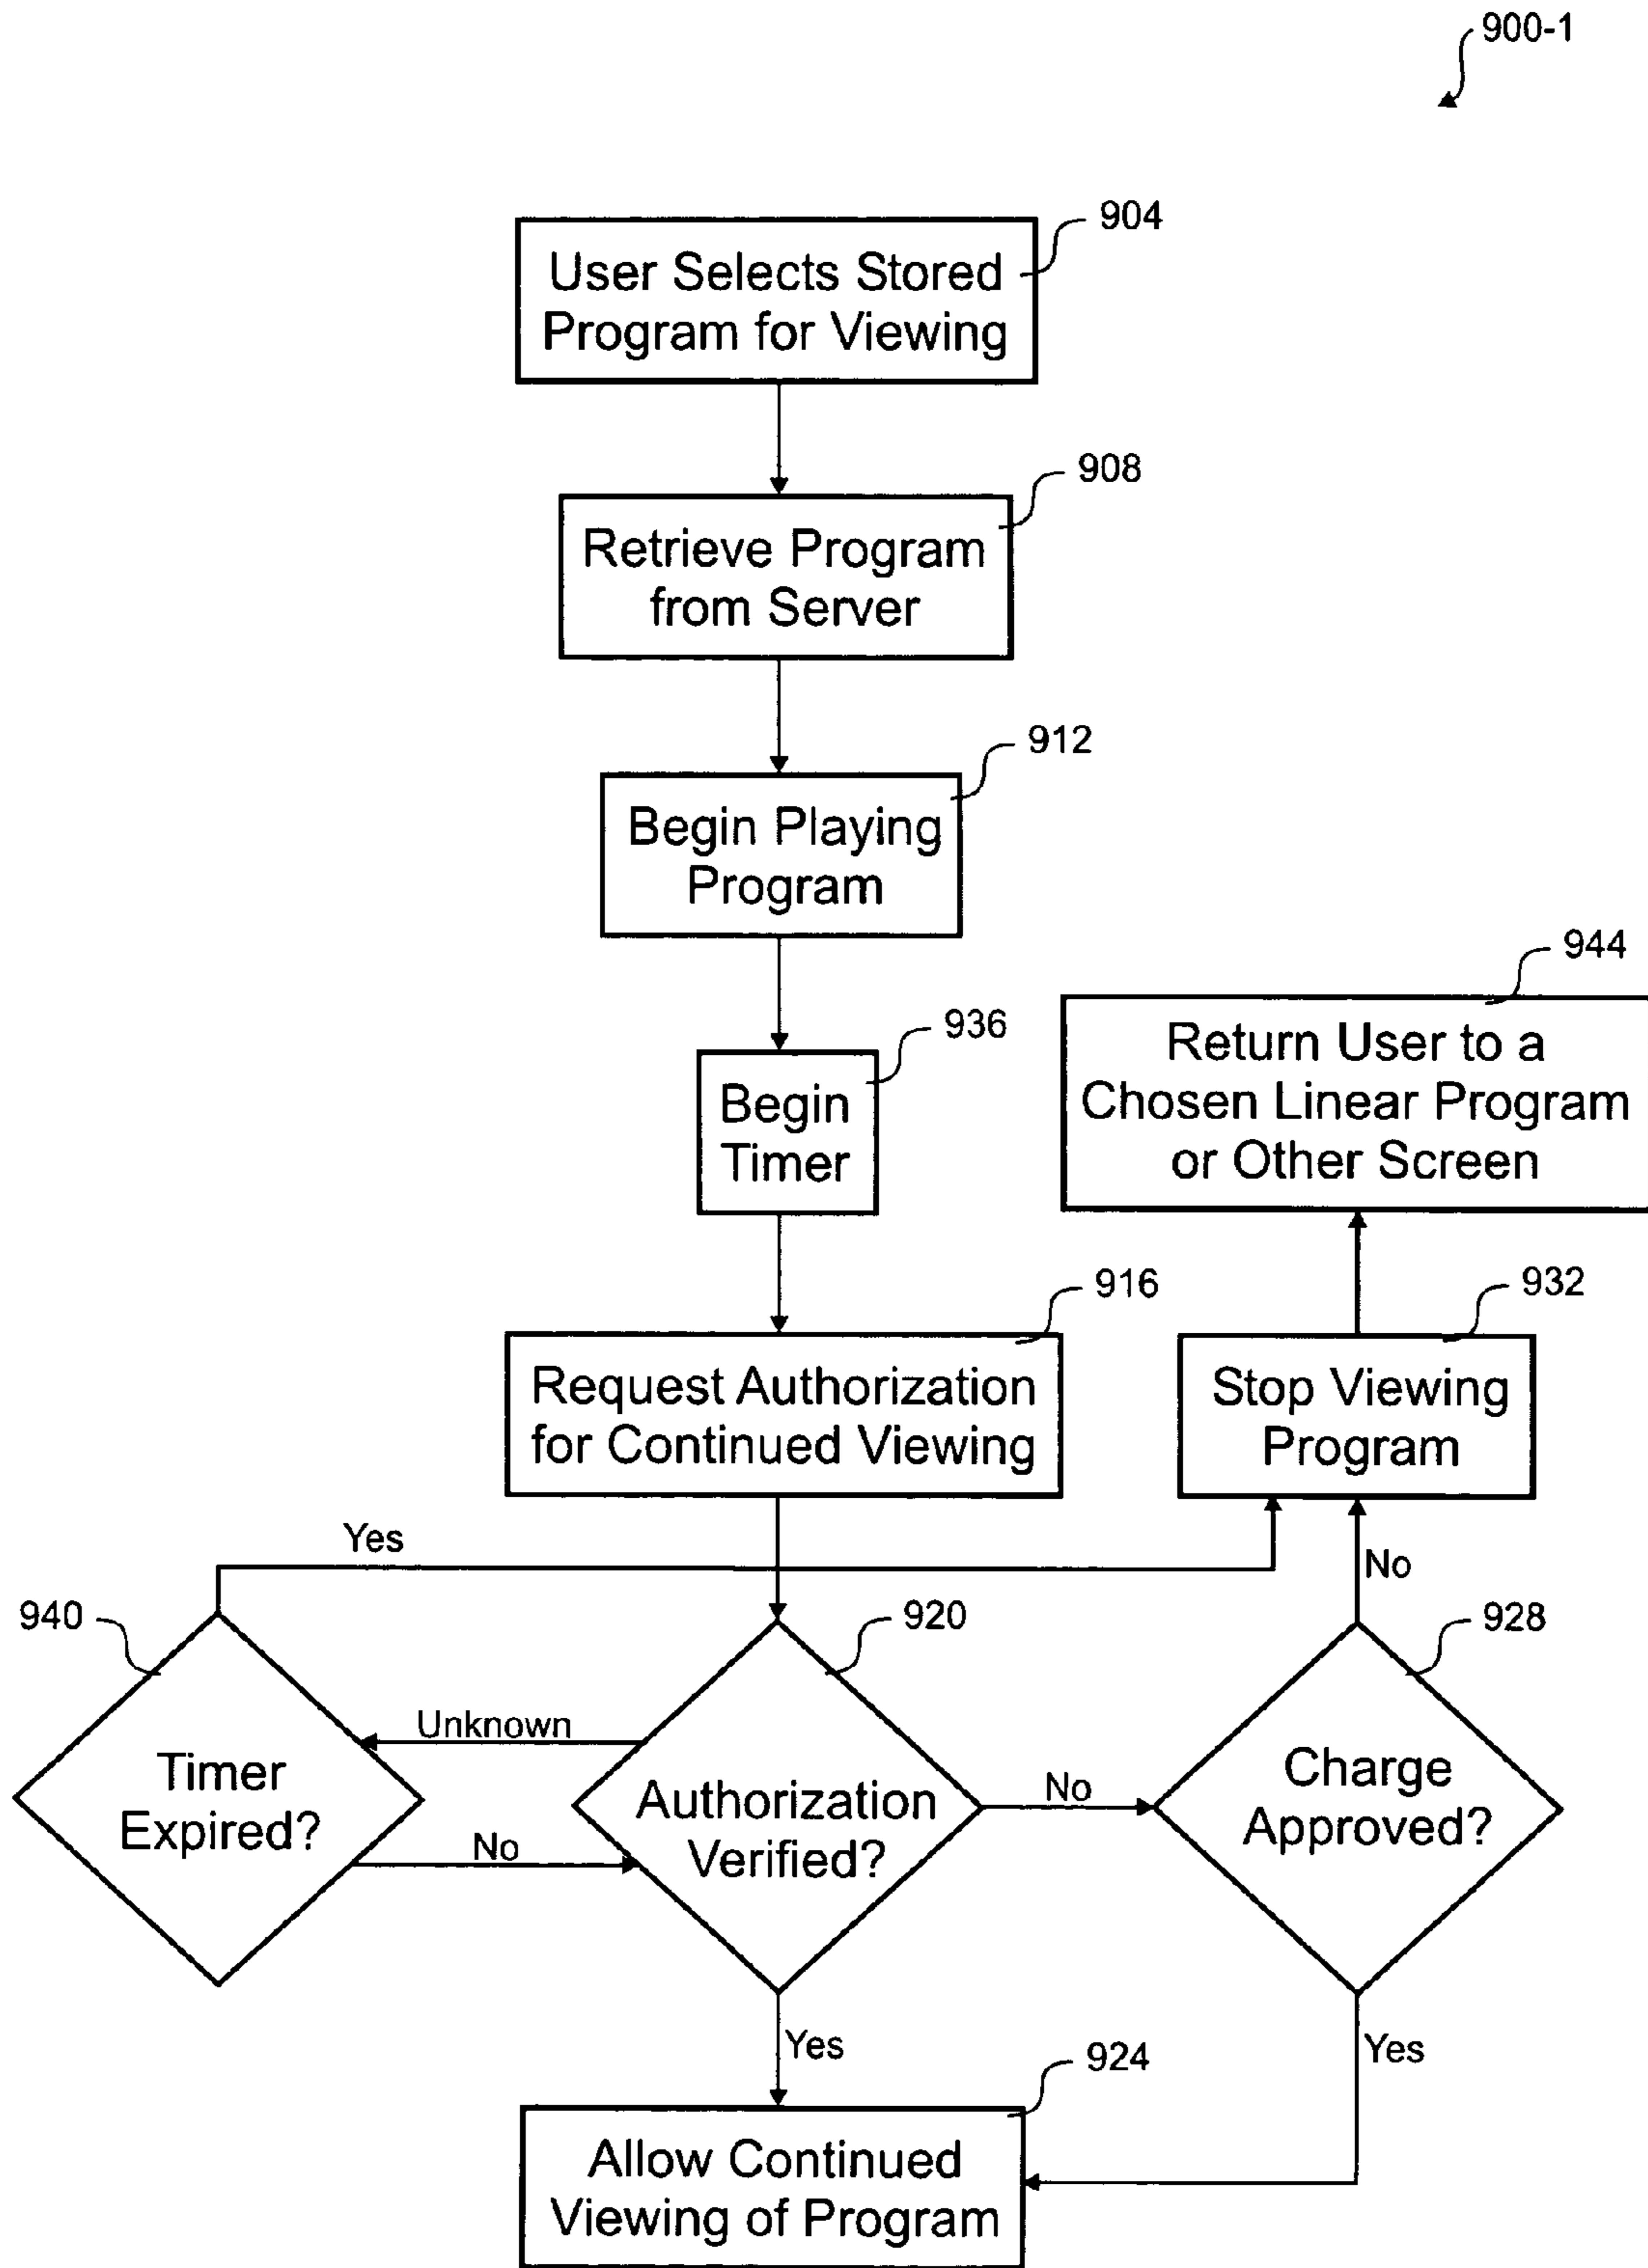 900-1
904
User Selects Stored
Program for Viewing
908
Retrieve Program
from Server
912
Begin Playing
Program
944
Return User to a
Chosen Linear Program
or Other Screen
936
Begin
Timer
916
Request Authorization
for Continued Viewing
932
Stop Viewing
Program
Yes
No
940
920
928
Unknown
Timer
Expired?
No
Authorization
Verified?
No
Charge
Approved?
Yes
Yes
924
Allow Continued
Viewing of Program